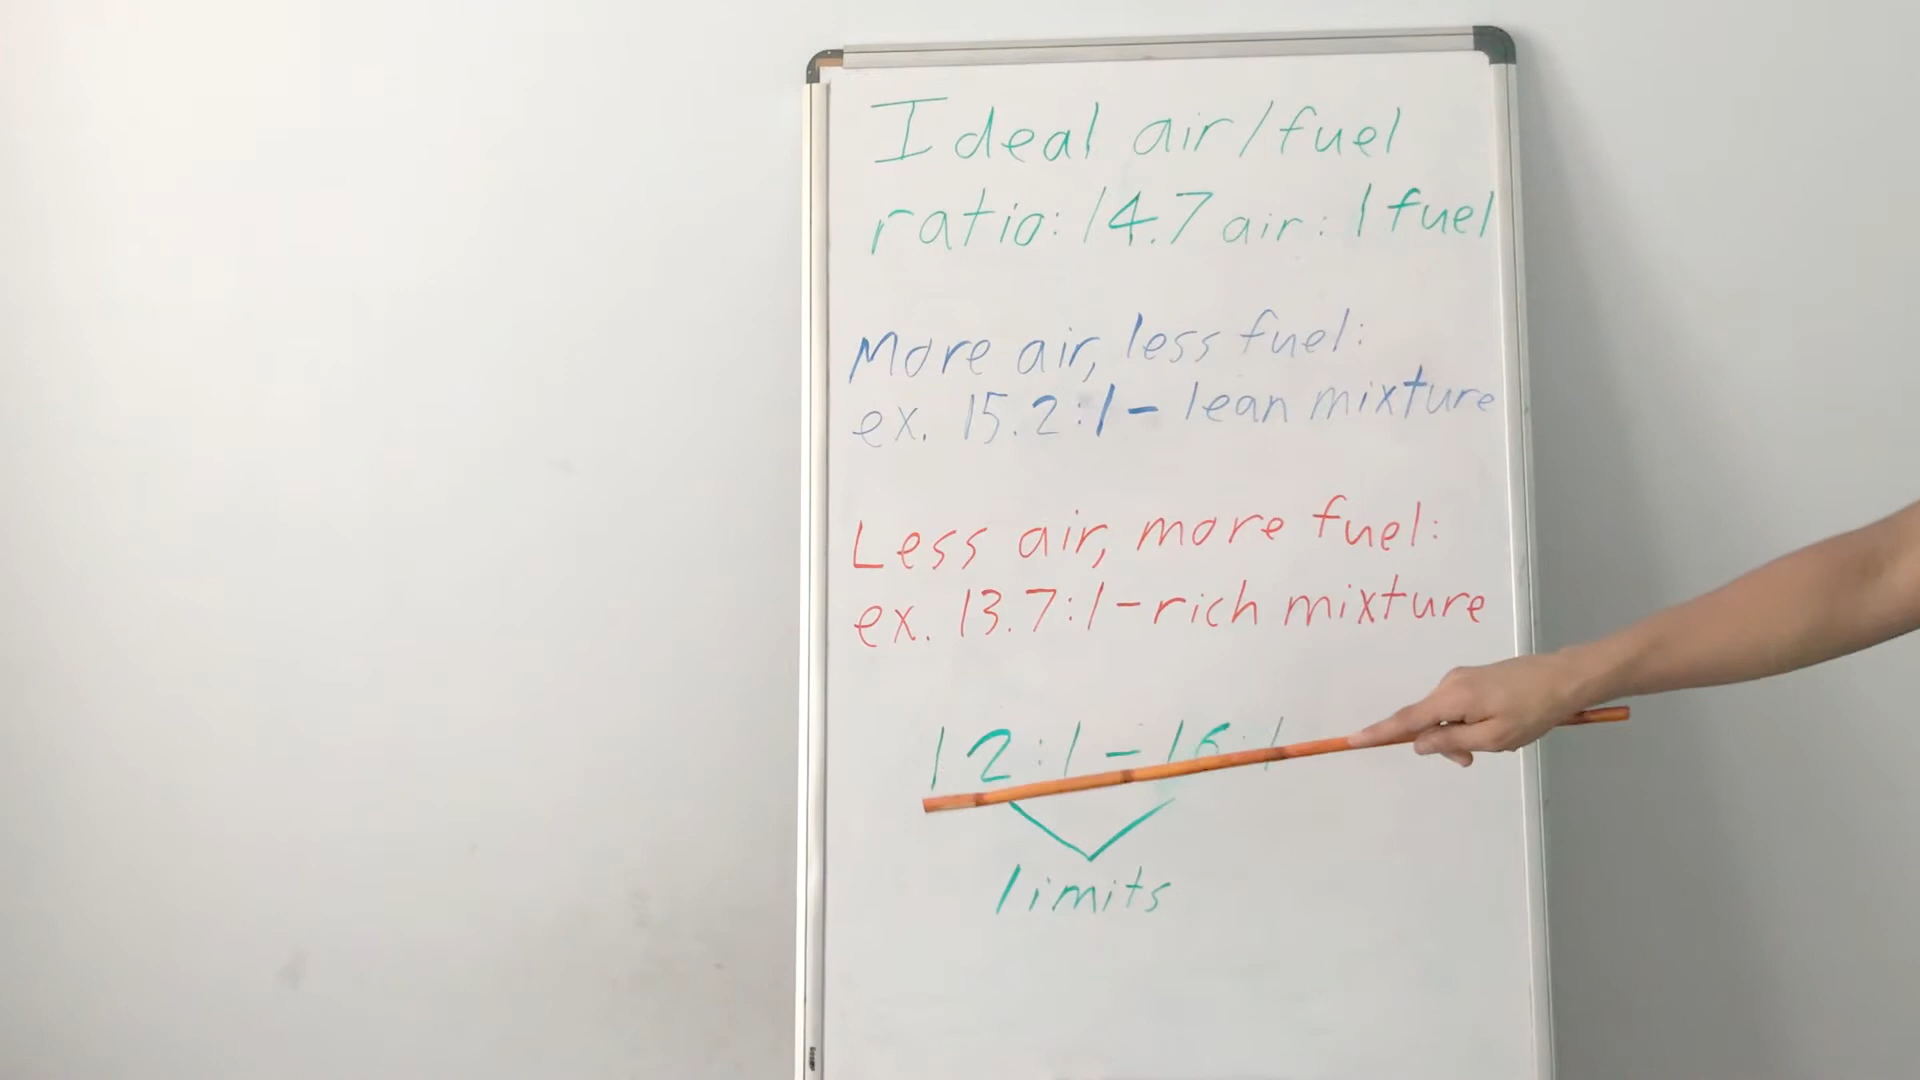 Ideal air/fuel
ratio: 14.7 air: 1 fuel
More air, less fuel:
ex. 15.2:1 - lean mixture
Less air, more fuel:
ex. 13.7:1 - rich mixture
12:1 - 16:1
limits